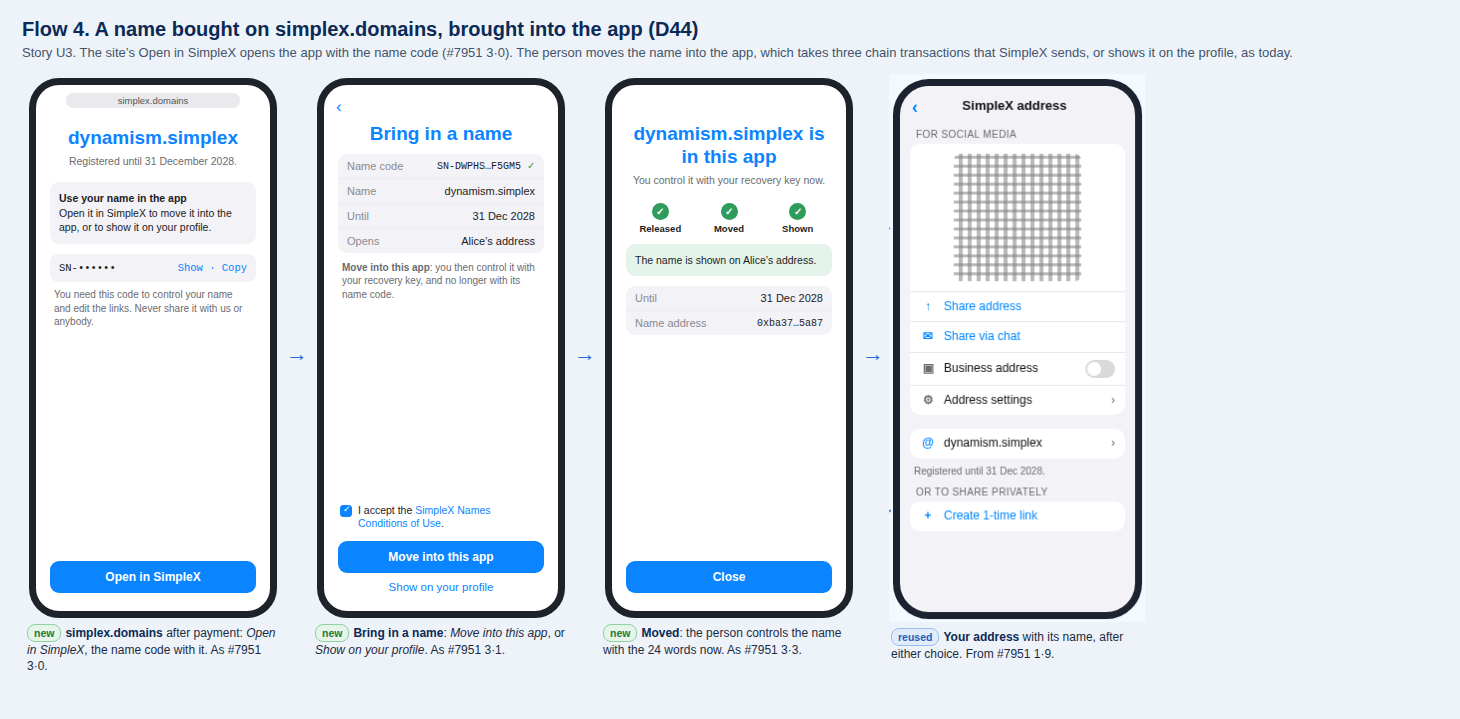 Flow 4. A name bought on simplex.domains, brought into the app (D44)
Story U3. The site’s Open in SimpleX opens the app with the name code (#7951 3·0). The person moves the name into the app, which takes three chain transactions that SimpleX sends, or shows it on the profile, as today.
simplex.domains
dynamism.simplex
Registered until 31 December 2028.
Use your name in the app
Open it in SimpleX to move it into the
app, or to show it on your profile.
SN-•••••• Show · Copy
You need this code to control your name
and edit the links. Never share it with us or
anybody.
Open in SimpleX
new simplex.domains after payment: Open
in SimpleX, the name code with it. As #7951
3·0.
→
‹
Bring in a name
Name code SN-DWPHS…F5GM5 ✓
Name dynamism.simplex
Until 31 Dec 2028
Opens Alice’s address
Move into this app: you then control it with
your recovery key, and no longer with its
name code.
✓ I accept the SimpleX Names
Conditions of Use.
Move into this app
Show on your profile
new Bring in a name: Move into this app, or
Show on your profile. As #7951 3·1.
→
dynamism.simplex is
in this app
You control it with your recovery key now.
✓ ✓ ✓
Released Moved Shown
The name is shown on Alice’s address.
Until 31 Dec 2028
Name address 0xba37…5a87
Close
new Moved: the person controls the name
with the 24 words now. As #7951 3·3.
→
‹ SimpleX address
FOR SOCIAL MEDIA
↑ Share address
✉ Share via chat
▣ Business address
⚙ Address settings ›
@ dynamism.simplex ›
Registered until 31 Dec 2028.
OR TO SHARE PRIVATELY
+ Create 1-time link
reused Your address with its name, after
either choice. From #7951 1·9.